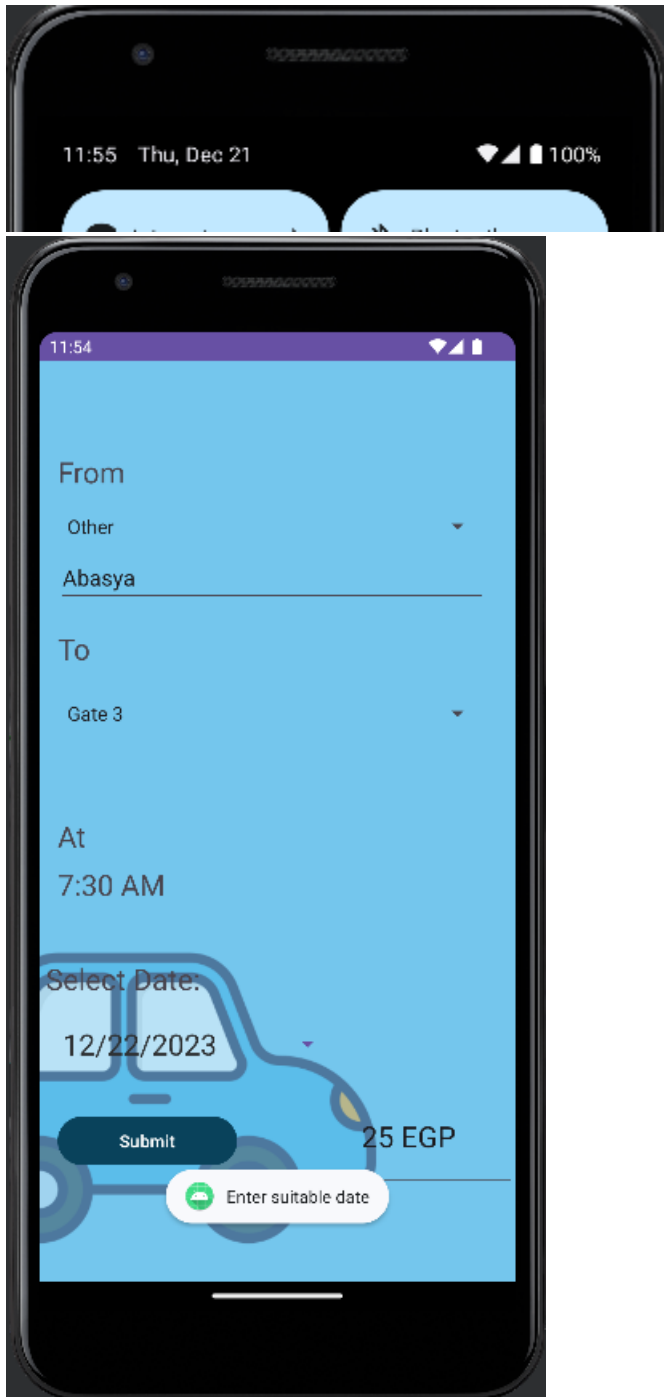 11:55 Thu, Dec 21 100%
11:54
From
Other
Abasya
To
Gate 3
At
7:30 AM
Select Date:
12/22/2023
Submit 25 EGP
Enter suitable date